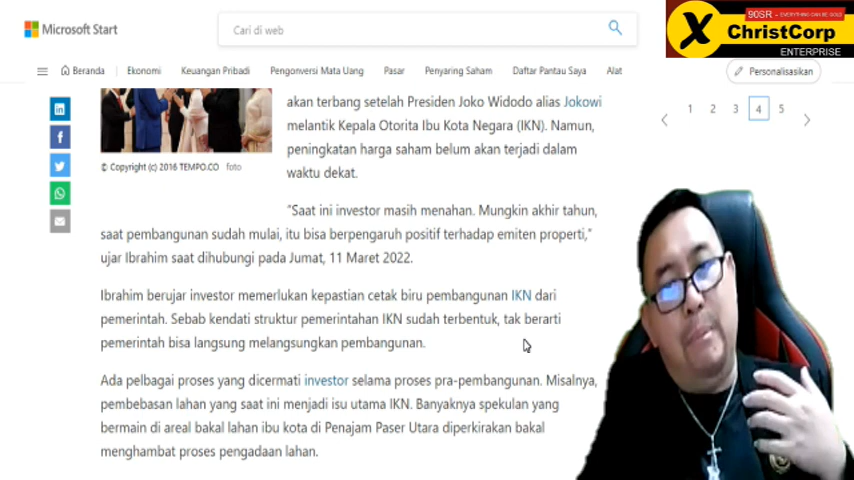 Microsoft Start
Cari di web
90SR - EVERYTHING CAN BE GOLD
X ChristCorp
ENTERPRISE
Beranda Ekonomi Keuangan Pribadi Pengonversi Mata Uang Pasar Penyaring Saham Daftar Pantau Saya Alat Personalisasikan
akan terbang setelah Presiden Joko Widodo alias Jokowi
melantik Kepala Otorita Ibu Kota Negara (IKN). Namun,
peningkatan harga saham belum akan terjadi dalam
waktu dekat.
© Copyright (c) 2016 TEMPO.CO foto
1 2 3 4 5
"Saat ini investor masih menahan. Mungkin akhir tahun,
saat pembangunan sudah mulai, itu bisa berpengaruh positif terhadap emiten properti,"
ujar Ibrahim saat dihubungi pada Jumat, 11 Maret 2022.
Ibrahim berujar investor memerlukan kepastian cetak biru pembangunan IKN dari
pemerintah. Sebab kendati struktur pemerintahan IKN sudah terbentuk, tak berarti
pemerintah bisa langsung melangsungkan pembangunan.
Ada pelbagai proses yang dicermati investor selama proses pra-pembangunan. Misalnya,
pembebasan lahan yang saat ini menjadi isu utama IKN. Banyaknya spekulan yang
bermain di areal bakal lahan ibu kota di Penajam Paser Utara diperkirakan bakal
menghambat proses pengadaan lahan.